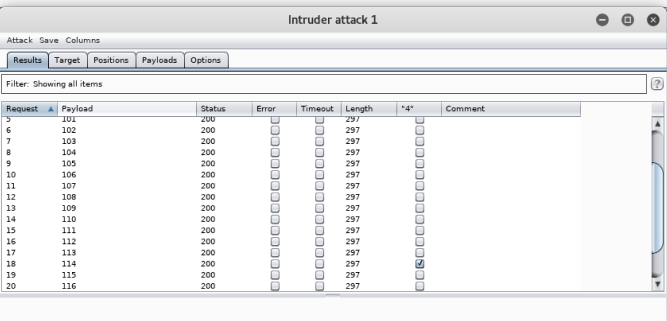 Intruder attack 1
Attack Save Columns
Results Target Positions Payloads Options
Filter: Showing all items
?
Request Payload Status Error Timeout Length "4" Comment
5 101 200 297
6 102 200 297
7 103 200 297
8 104 200 297
9 105 200 297
10 106 200 297
11 107 200 297
12 108 200 297
13 109 200 297
14 110 200 297
15 111 200 297
16 112 200 297
17 113 200 297
18 114 200 297
19 115 200 297
20 116 200 297